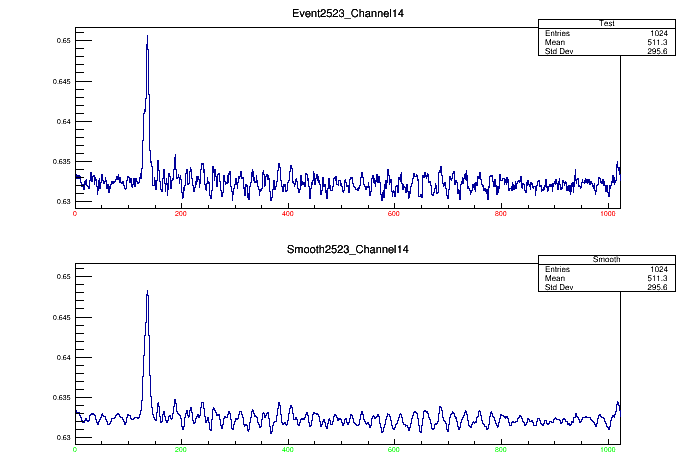 Event2523_Channel14
Test
Entries 1024
Mean 511.3
Std Dev 295.6
0.65
0.645
0.64
0.635
0.63
0 200 400 600 800 1000
Smooth2523_Channel14
Smooth
Entries 1024
Mean 511.3
Std Dev 295.6
0.65
0.645
0.64
0.635
0.63
0 200 400 600 800 1000